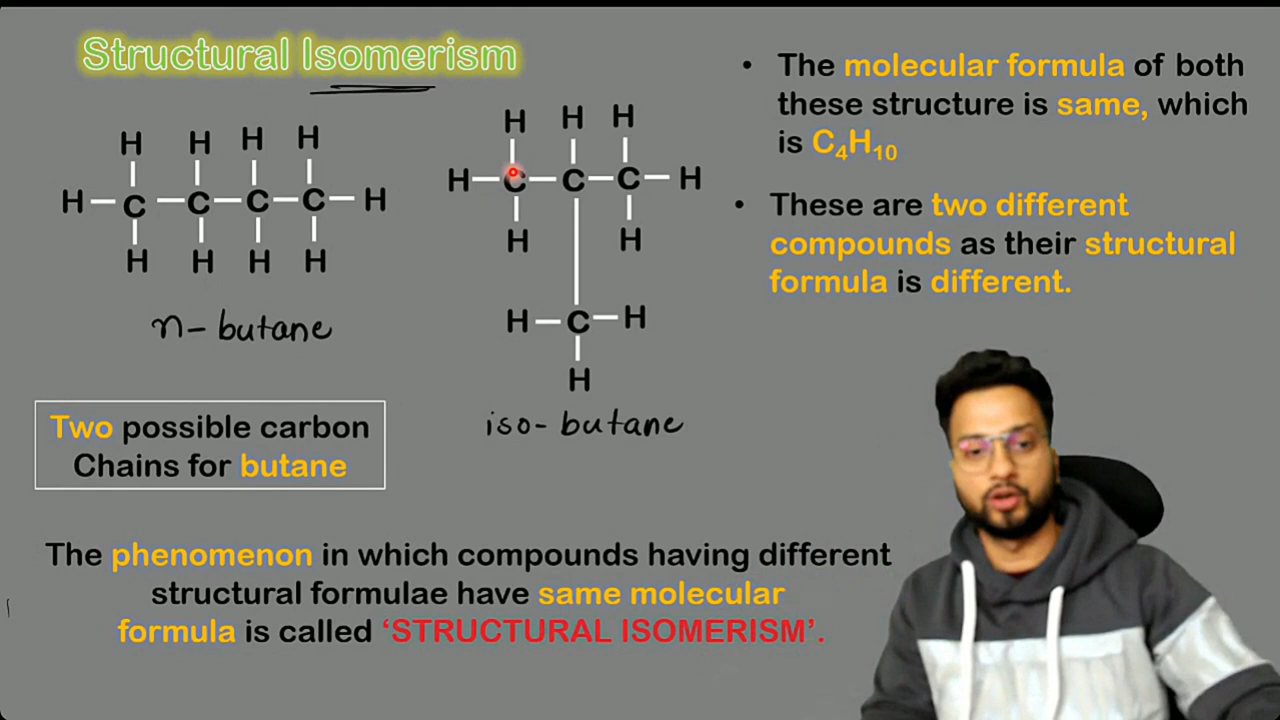 Structural Isomerism
H H H H
H C C C C H
H H H H
n-butane
H H H
H C C C H
H H
H C H
H
iso-butane
Two possible carbon
Chains for butane
• The molecular formula of both
these structure is same, which
is C₄H₁₀
• These are two different
compounds as their structural
formula is different.
The phenomenon in which compounds having different
structural formulae have same molecular
formula is called ‘STRUCTURAL ISOMERISM’.